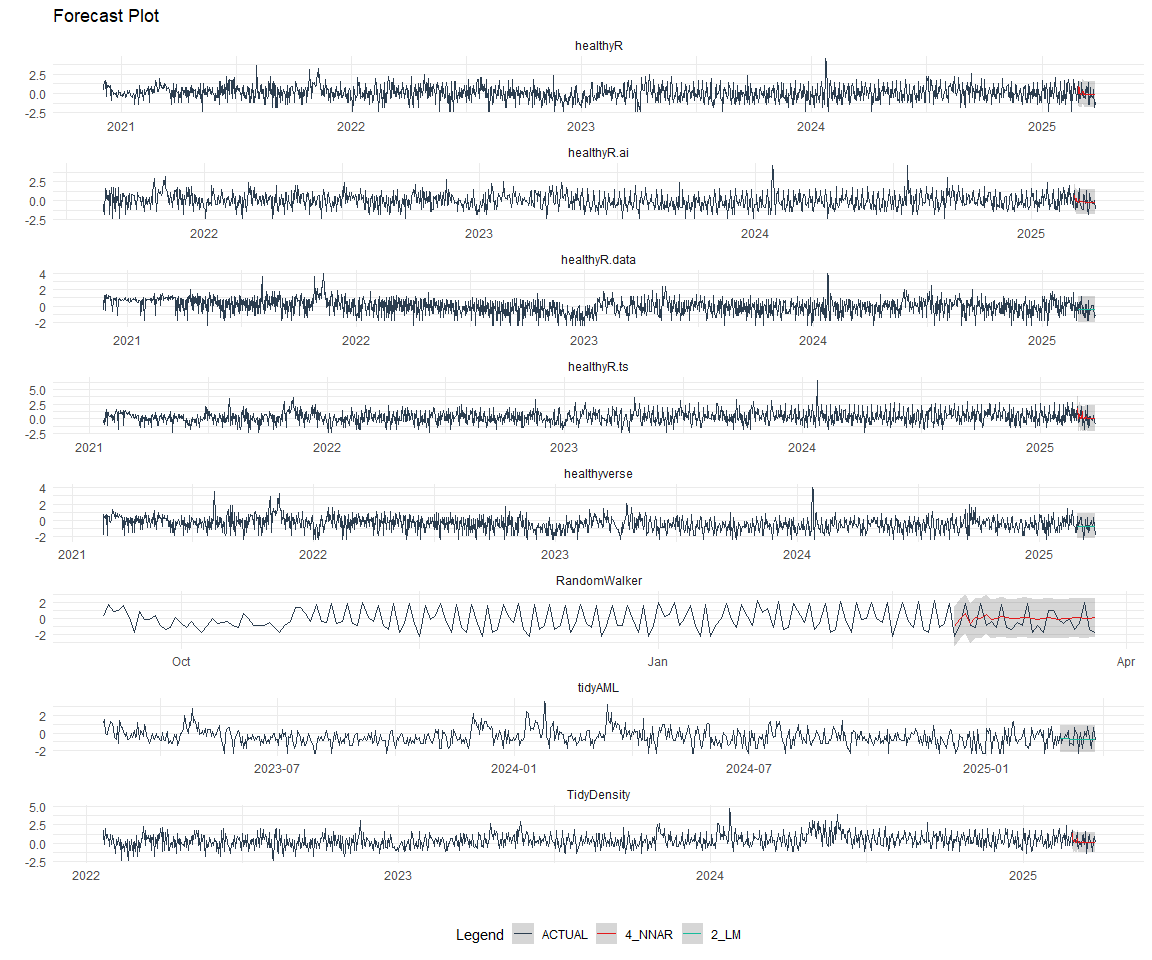 Forecast Plot
healthyR
2.5
0.0
-2.5
2021 2022 2023 2024 2025
healthyR.ai
2.5
0.0
-2.5
2022 2023 2024 2025
healthyR.data
4
2
0
-2
2021 2022 2023 2024 2025
healthyR.ts
5.0
2.5
0.0
-2.5
2021 2022 2023 2024 2025
healthyverse
4
2
0
-2
2021 2022 2023 2024 2025
RandomWalker
2
0
-2
Oct Jan Apr
tidyAML
2
0
-2
2023-07 2024-01 2024-07 2025-01
TidyDensity
5.0
2.5
0.0
-2.5
2022 2023 2024 2025
Legend ACTUAL 4_NNAR 2_LM